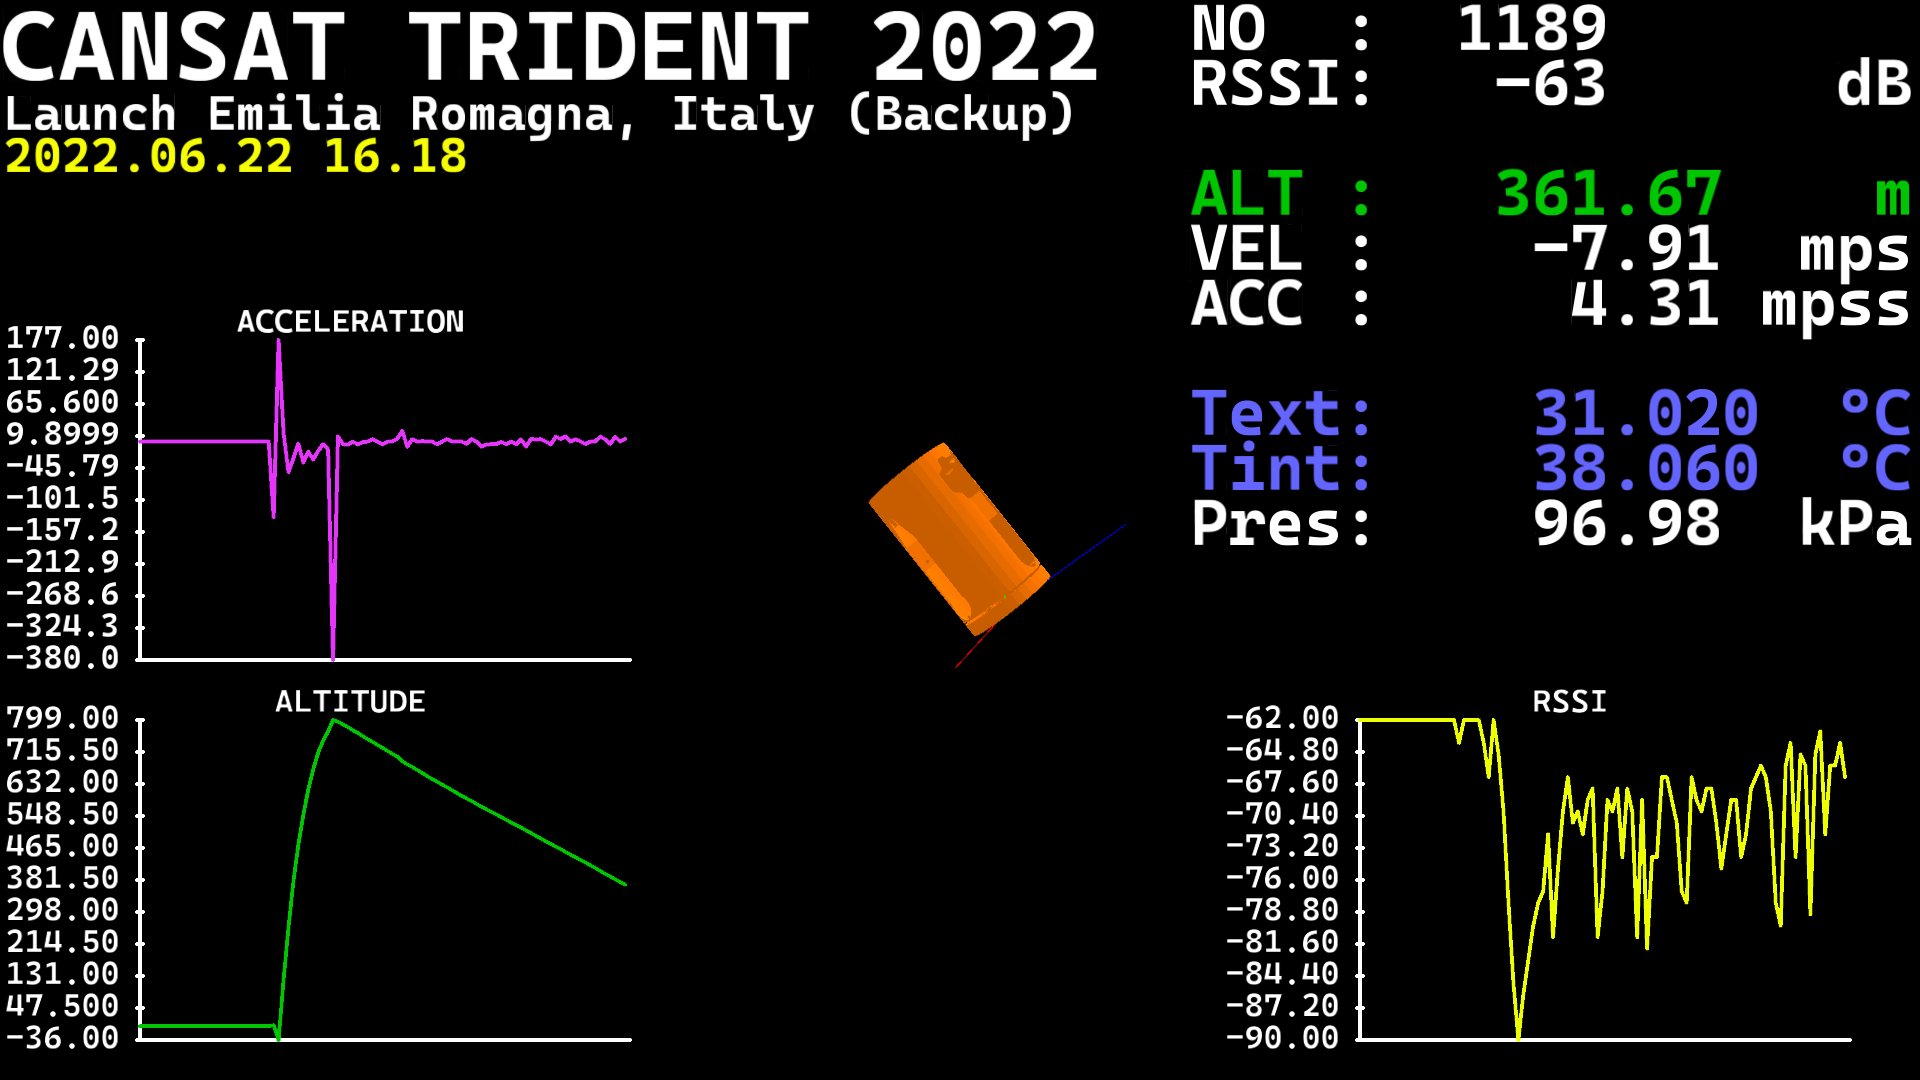 CANSAT TRIDENT 2022
Launch Emilia Romagna, Italy (Backup)
2022.06.22 16.18
NO : 1189
RSSI: -63 dB
ALT : 361.67 m
VEL : -7.91 mps
ACC : 4.31 mpss
Text: 31.020 °C
Tint: 38.060 °C
Pres: 96.98 kPa
ACCELERATION
177.00
121.29
65.600
9.8999
-45.79
-101.5
-157.2
-212.9
-268.6
-324.3
-380.0
ALTITUDE
799.00
715.50
632.00
548.50
465.00
381.50
298.00
214.50
131.00
47.500
-36.00
RSSI
-62.00
-64.80
-67.60
-70.40
-73.20
-76.00
-78.80
-81.60
-84.40
-87.20
-90.00